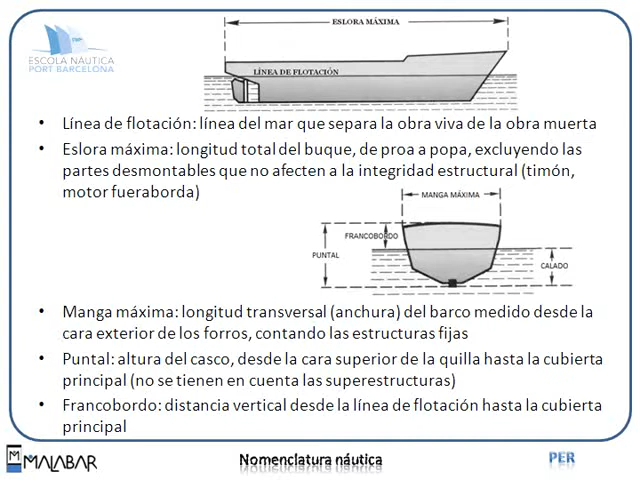 ESLORA MÁXIMA
LÍNEA DE FLOTACIÓN
ESCOLA NÁUTICA
PORT BARCELONA
• Línea de flotación: línea del mar que separa la obra viva de la obra muerta
• Eslora máxima: longitud total del buque, de proa a popa, excluyendo las
partes desmontables que no afecten a la integridad estructural (timón,
motor fueraborda)
MANGA MÁXIMA
FRANCOBORDO
PUNTAL
CALADO
• Manga máxima: longitud transversal (anchura) del barco medido desde la
cara exterior de los forros, contando las estructuras fijas
• Puntal: altura del casco, desde la cara superior de la quilla hasta la cubierta
principal (no se tienen en cuenta las superestructuras)
• Francobordo: distancia vertical desde la línea de flotación hasta la cubierta
principal
MALABAR
Nomenclatura náutica
PER